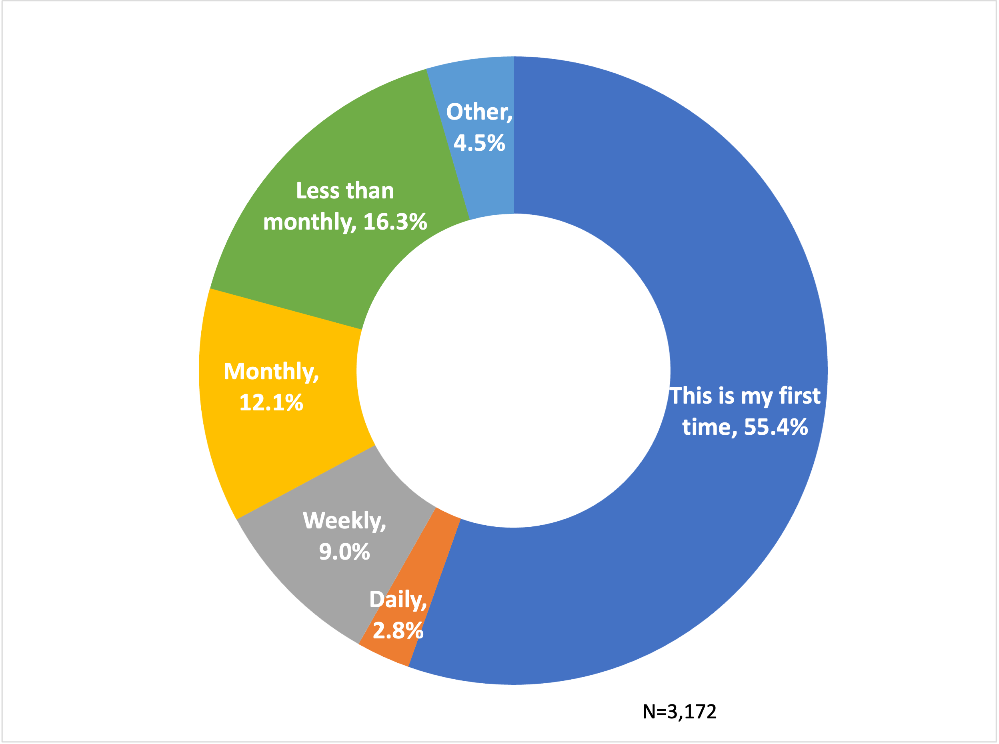 Other,
4.5%
Less than
monthly, 16.3%
Monthly,
12.1%
This is my first
time, 55.4%
Weekly,
9.0%
Daily,
2.8%
N=3,172